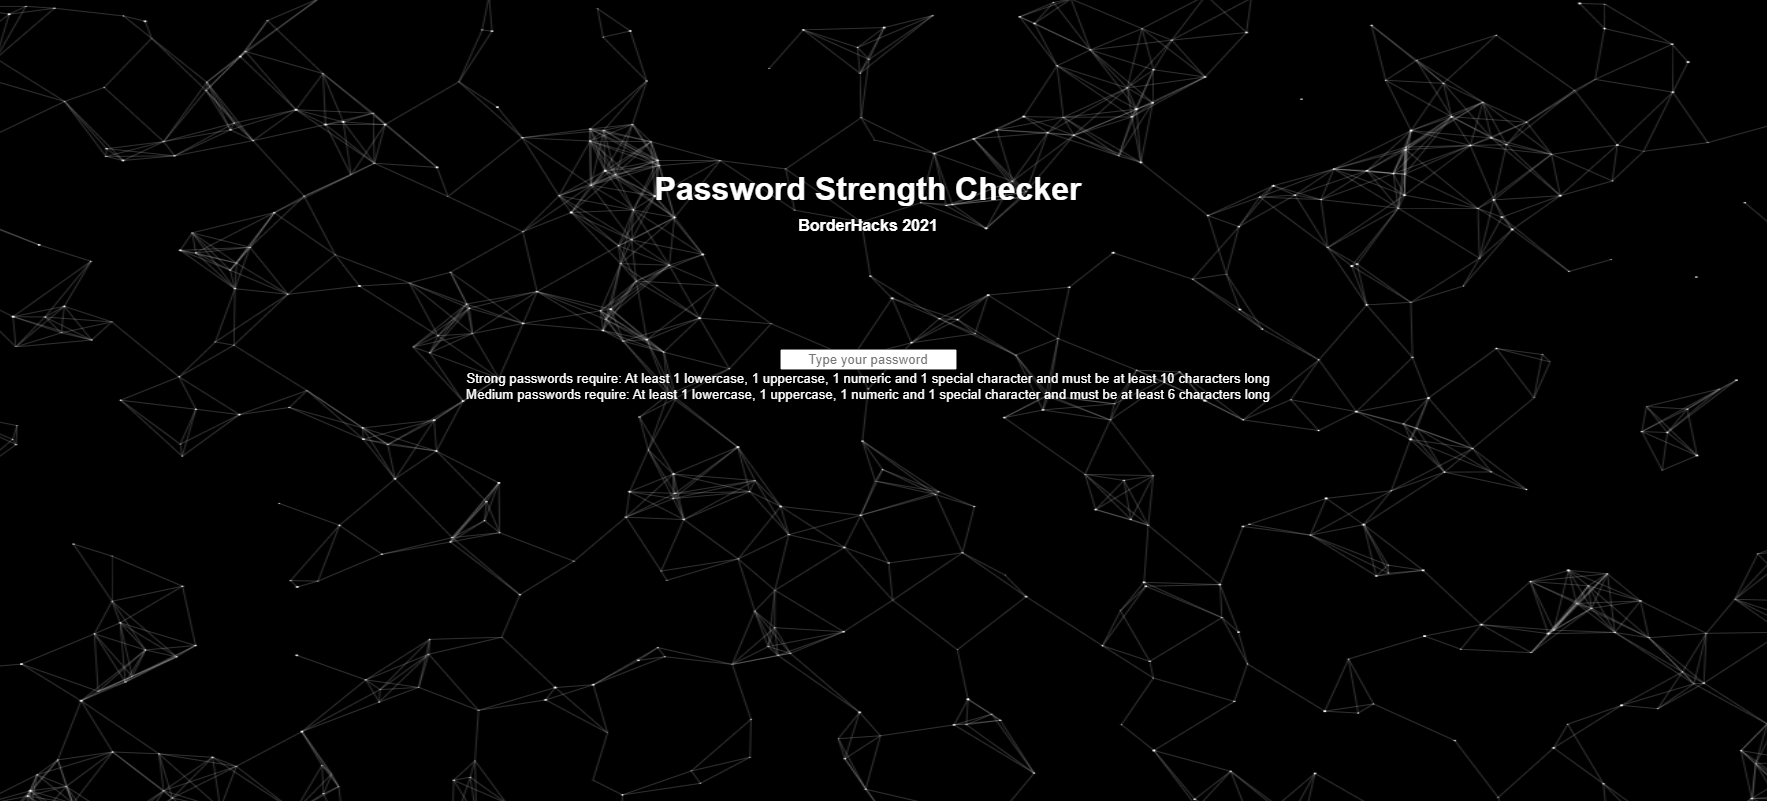 Password Strength Checker
BorderHacks 2021
Type your password
Strong passwords require: At least 1 lowercase, 1 uppercase, 1 numeric and 1 special character and must be at least 10 characters long
Medium passwords require: At least 1 lowercase, 1 uppercase, 1 numeric and 1 special character and must be at least 6 characters long